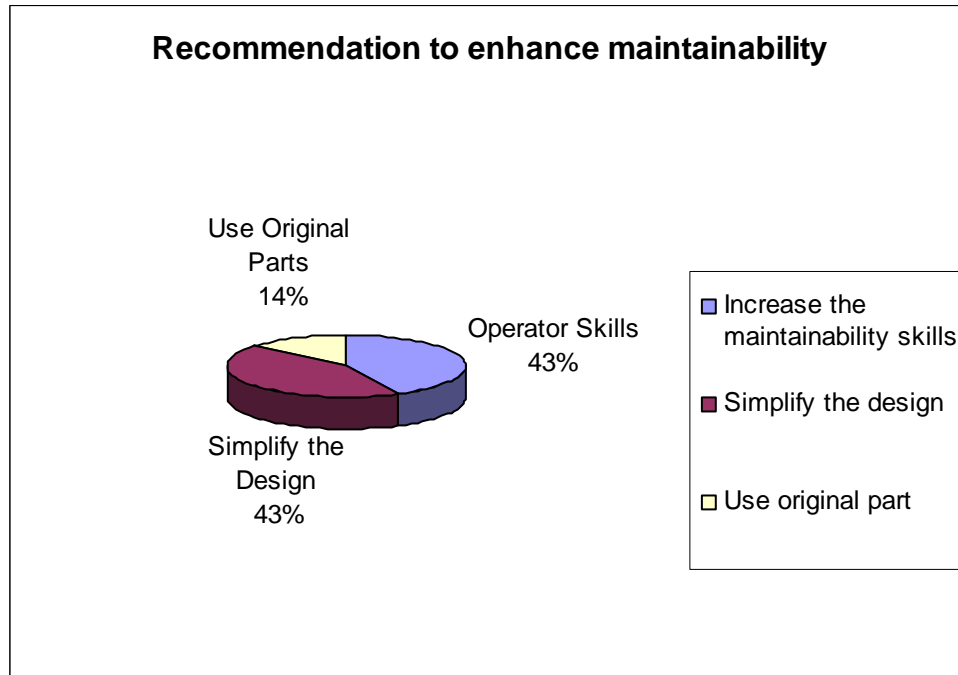 Recommendation to enhance maintainability
Use Original
Parts
14%
Operator Skills
43%
Simplify the
Design
43%
Increase the
maintainability skills
Simplify the design
Use original part